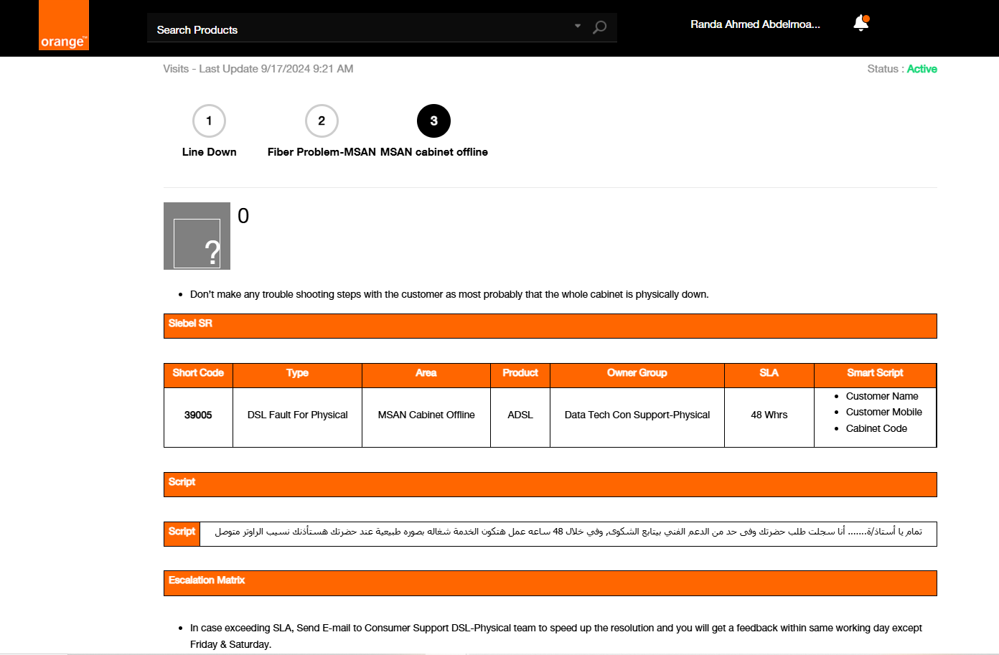 orange™
Search Products
Randa Ahmed Abdelmoa...
Visits - Last Update 9/17/2024 9:21 AM
Status : Active
1
2
3
Line Down
Fiber Problem-MSAN
MSAN cabinet offline
?
0
• Don't make any trouble shooting steps with the customer as most probably that the whole cabinet is physically down.
Siebel SR
Short Code Type Area Product Owner Group SLA Smart Script
39005 DSL Fault For Physical MSAN Cabinet Offline ADSL Data Tech Con Support-Physical 48 Whrs
• Customer Name
• Customer Mobile
• Cabinet Code
Script
Script
تمام يا أستاذ/ة....... أنا سجلت طلب حضرتك وفى حد من الدعم الفني بيتابع الشكوى, وفي خلال 48 ساعه عمل هتكون الخدمة شغاله بصوره طبيعية عند حضرتك هستأذنك نسيب الراوتر متوصل
Escalation Matrix
• In case exceeding SLA, Send E-mail to Consumer Support DSL-Physical team to speed up the resolution and you will get a feedback within same working day except
Friday & Saturday.